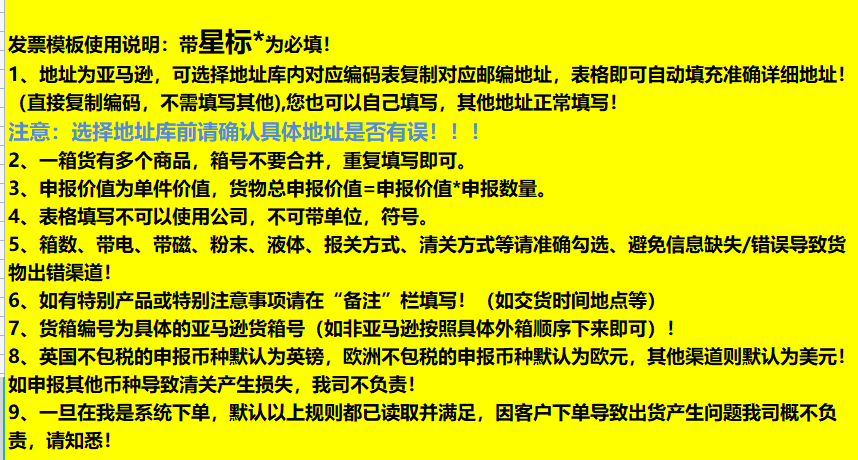 发票模板使用说明：带星标*为必填！
1、地址为亚马逊，可选择地址库内对应编码表复制对应邮编地址，表格即可自动填充准确详细地址！
（直接复制编码，不需填写其他),您也可以自己填写，其他地址正常填写！
注意：选择地址库前请确认具体地址是否有误！！！
2、一箱货有多个商品，箱号不要合并，重复填写即可。
3、申报价值为单件价值，货物总申报价值=申报价值*申报数量。
4、表格填写不可以使用公司，不可带单位，符号。
5、箱数、带电、带磁、粉末、液体、报关方式、清关方式等请准确勾选、避免信息缺失/错误导致货
物出错渠道！
6、如有特别产品或特别注意事项请在“备注”栏填写！（如交货时间地点等）
7、货箱编号为具体的亚马逊货箱号（如非亚马逊按照具体外箱顺序下来即可）！
8、英国不包税的申报币种默认为英镑，欧洲不包税的申报币种默认为欧元，其他渠道则默认为美元！
如申报其他币种导致清关产生损失，我司不负责！
9、一旦在我是系统下单，默认以上规则都已读取并满足，因客户下单导致出货产生问题我司概不负
责，请知悉！